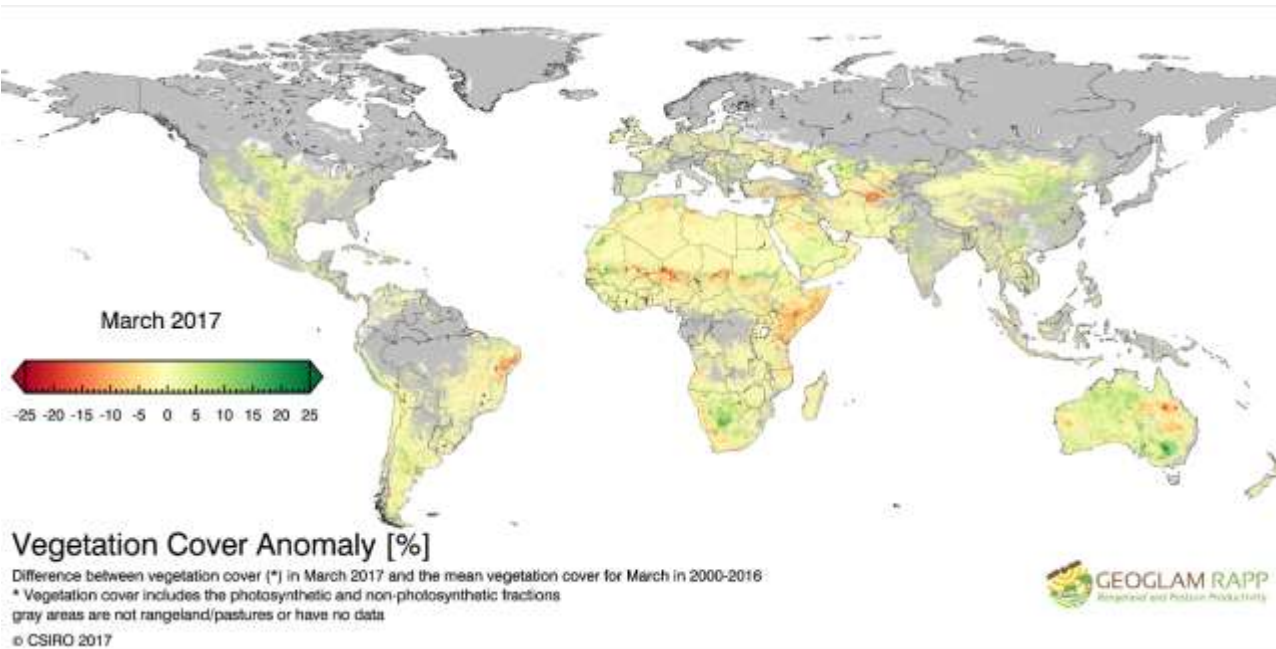 March 2017
-25 -20 -15 -10 -5 0 5 10 15 20 25
Vegetation Cover Anomaly [%]
Difference between vegetation cover (*) in March 2017 and the mean vegetation cover for March in 2000-2016
* Vegetation cover includes the photosynthetic and non-photosynthetic fractions
gray areas are not rangeland/pastures or have no data
© CSIRO 2017
GEOGLAM RAPP
Rangeland and Pasture Productivity